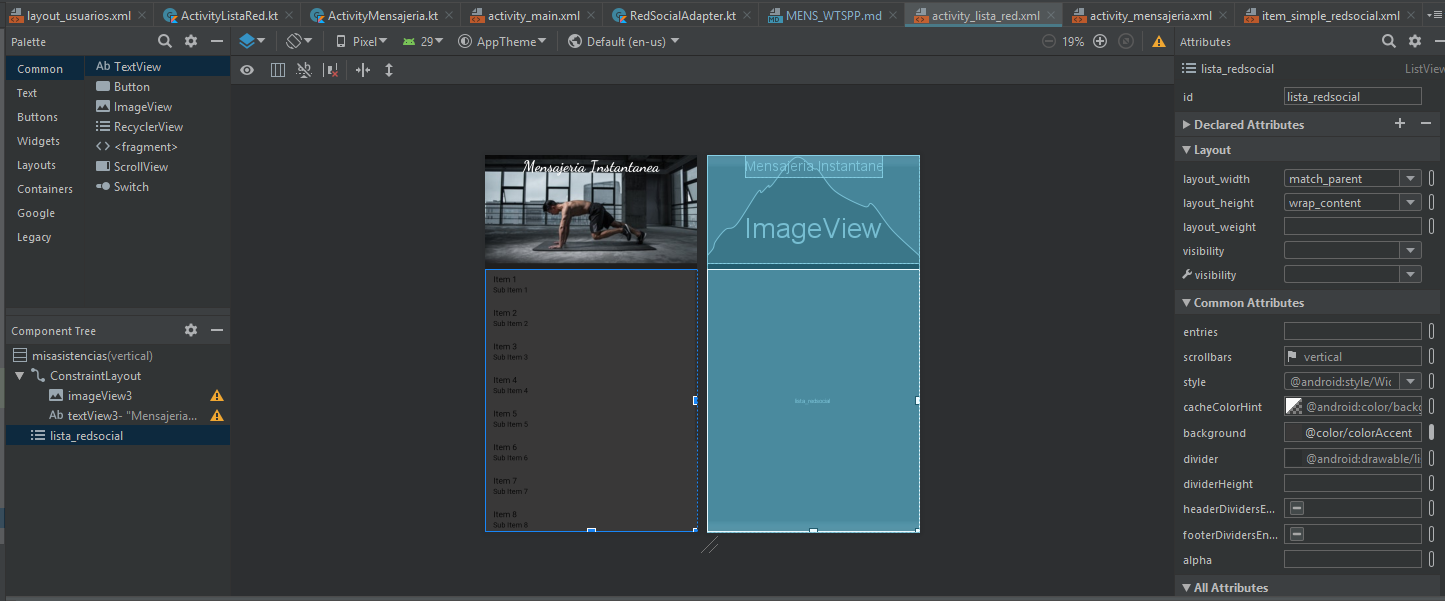 layout_usuarios.xml
ActivityListaRed.kt
ActivityMensajeria.kt
activity_main.xml
RedSocialAdapter.kt
MENS_WTSPP.md
activity_lista_red.xml
activity_mensajeria.xml
item_simple_redsocial.xml
Palette
Pixel
29
AppTheme
Default (en-us)
19%
Attributes
Common
Text
Buttons
Widgets
Layouts
Containers
Google
Legacy
Ab TextView
Button
ImageView
RecyclerView
<> <fragment>
ScrollView
Switch
Component Tree
misasistencias(vertical)
ConstraintLayout
imageView3
Ab textView3- "Mensajeria...
lista_redsocial
Mensajeria Instantanea
Item 1
Sub Item 1
Item 2
Sub Item 2
Item 3
Sub Item 3
Item 4
Sub Item 4
Item 5
Sub Item 5
Item 6
Sub Item 6
Item 7
Sub Item 7
Item 8
Sub Item 8
Mensajeria Instantane
ImageView
lista_redsocial
lista_redsocial
ListView
id
lista_redsocial
Declared Attributes
Layout
layout_width
match_parent
layout_height
wrap_content
layout_weight
visibility
visibility
Common Attributes
entries
scrollbars
vertical
style
@android:style/Wid
cacheColorHint
@android:color/backg
background
@color/colorAccent
divider
@android:drawable/li
dividerHeight
headerDividersE...
footerDividersEn...
alpha
All Attributes